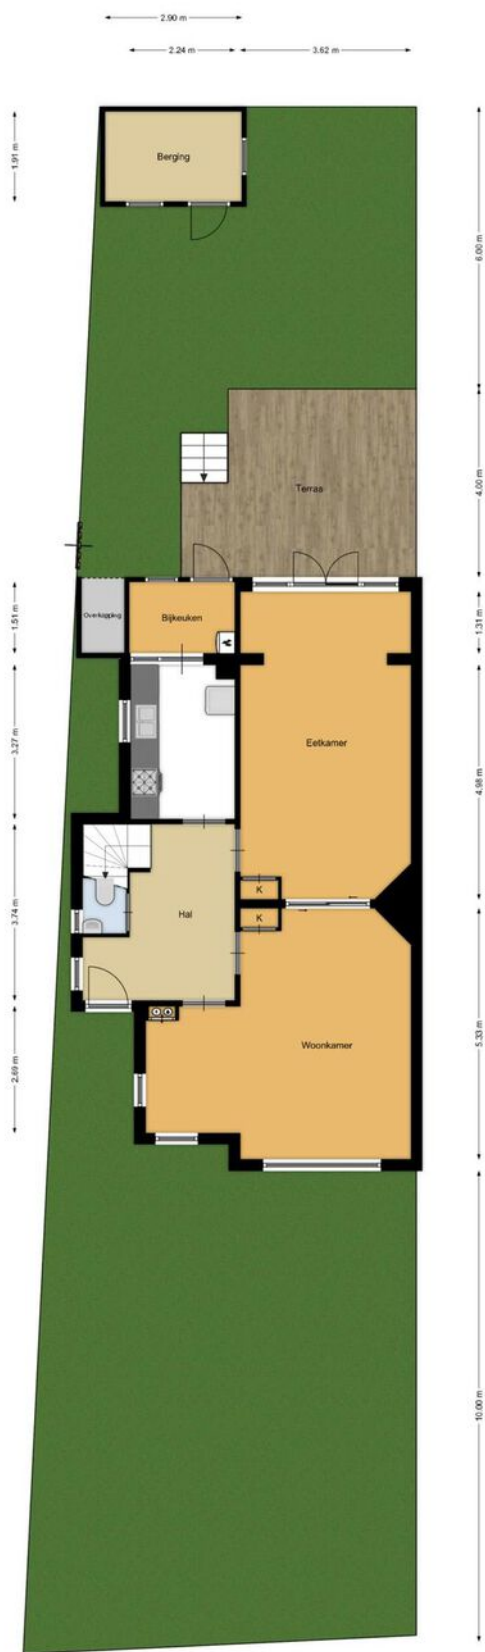 2.90 m
2.24 m
3.62 m
1.91 m
Berging
6.00 m
Terras
4.00 m
1.51 m
Overkapping
Bijkeuken
1.31 m
3.27 m
Eetkamer
4.98 m
3.74 m
K
Hal
K
2.69 m
Woonkamer
5.33 m
10.00 m